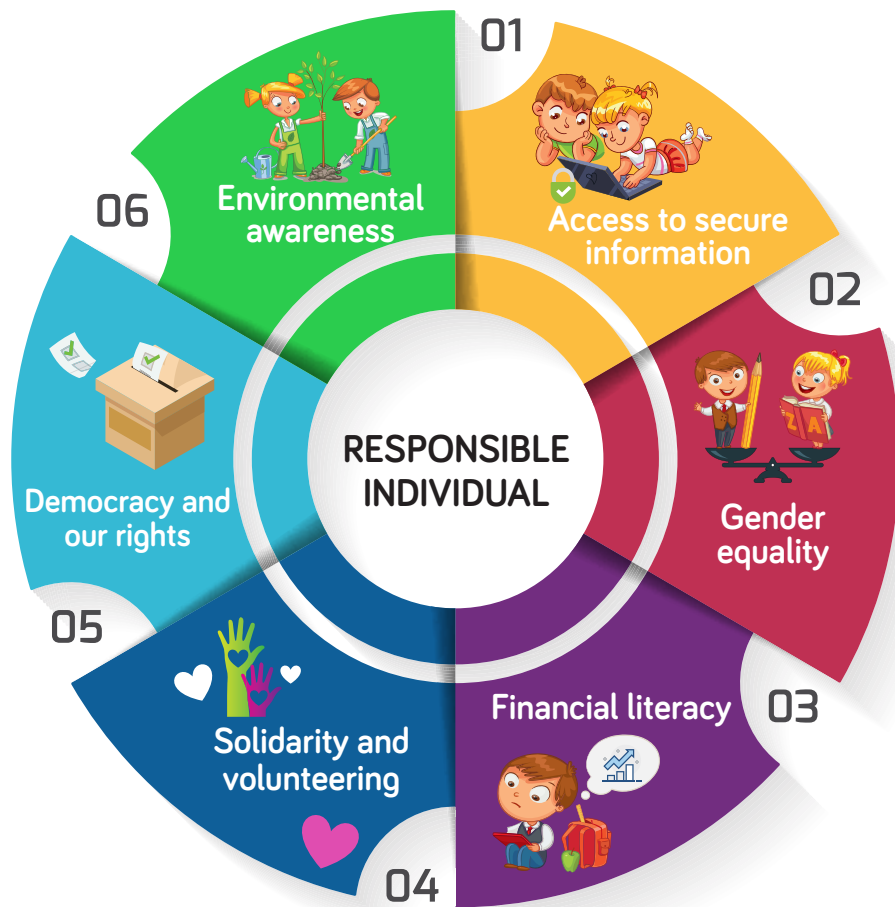 RESPONSIBLE
INDIVIDUAL
01
Access to secure
information
02
Gender
equality
Z A
03
Financial literacy
04
Solidarity and
volunteering
05
Democracy and
our rights
06
Environmental
awareness